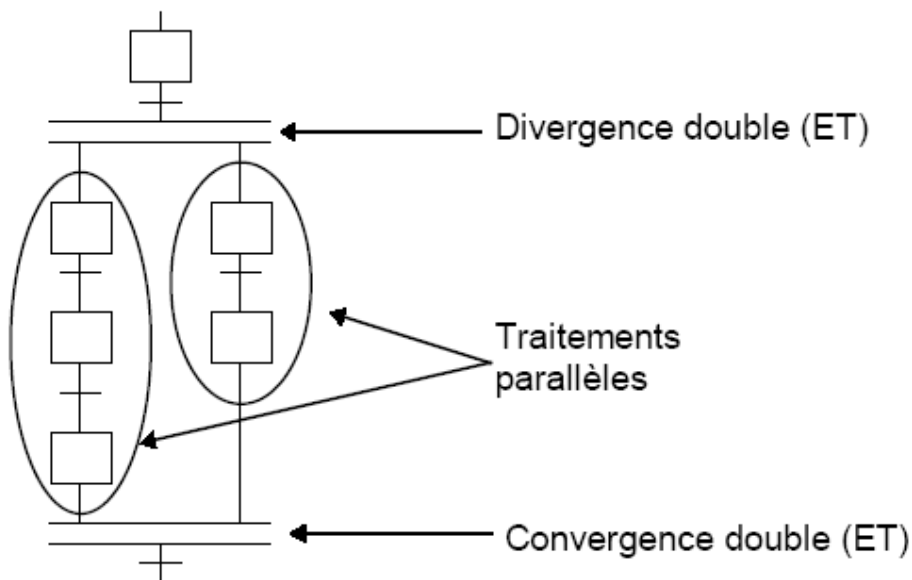 Divergence double (ET)
Traitements
parallèles
Convergence double (ET)